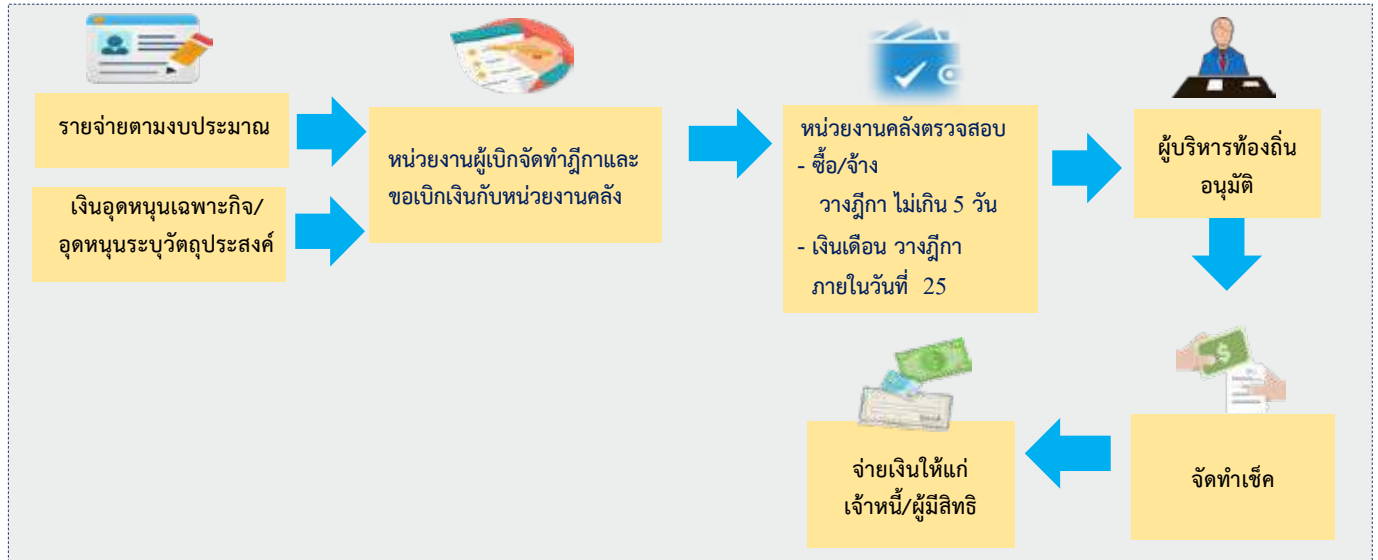 รายจ่ายตามงบประมาณ
เงินอุดหนุนเฉพาะกิจ/
อุดหนุนระบุวัตถุประสงค์
หน่วยงานผู้เบิกจัดทำฎีกาและ
ขอเบิกเงินกับหน่วยงานคลัง
หน่วยงานคลังตรวจสอบ
- ซื้อ/จ้าง
วางฎีกา ไม่เกิน 5 วัน
- เงินเดือน วางฎีกา
ภายในวันที่ 25
ผู้บริหารท้องถิ่น
อนุมัติ
จัดทำเช็ค
จ่ายเงินให้แก่
เจ้าหนี้/ผู้มีสิทธิ